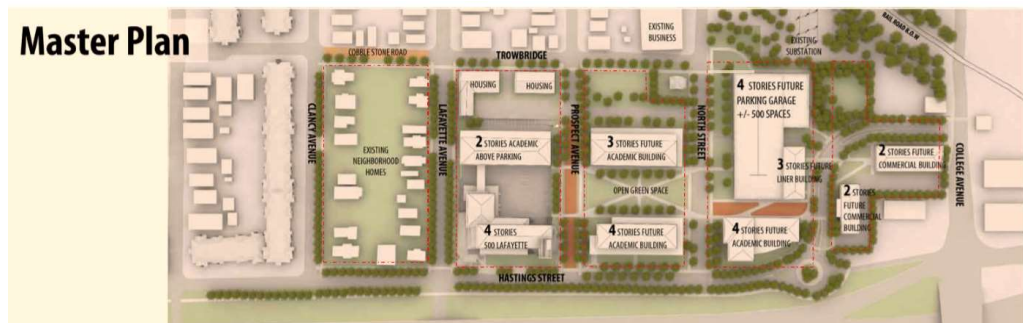 Master Plan
COBBLE STONE ROAD
TROWBRIDGE
EXISTING
BUSINESS
EXISTING
SUBSTATION
RAIL ROAD R.O.W
CLANCY AVENUE
EXISTING
NEIGHBORHOOD
HOMES
LAFAYETTE AVENUE
HOUSING
HOUSING
2 STORIES ACADEMIC
ABOVE PARKING
4 STORIES
500 LAFAYETTE
PROSPECT AVENUE
3 STORIES FUTURE
ACADEMIC BUILDING
OPEN GREEN SPACE
4 STORIES FUTURE
ACADEMIC BUILDING
NORTH STREET
4 STORIES FUTURE
PARKING GARAGE
+/- 500 SPACES
3 STORIES FUTURE
LINER BUILDING
4 STORIES FUTURE
ACADEMIC BUILDING
2 STORIES FUTURE
COMMERCIAL BUILDING
2 STORIES
FUTURE
COMMERCIAL
BUILDING
COLLEGE AVENUE
HASTINGS STREET